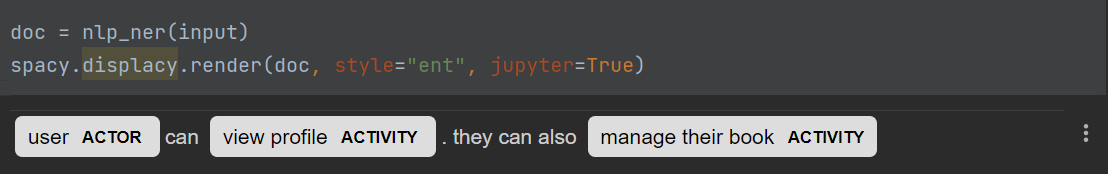 doc = nlp_ner(input)
spacy.displacy.render(doc, style="ent", jupyter=True)
user ACTOR can view profile ACTIVITY . they can also manage their book ACTIVITY